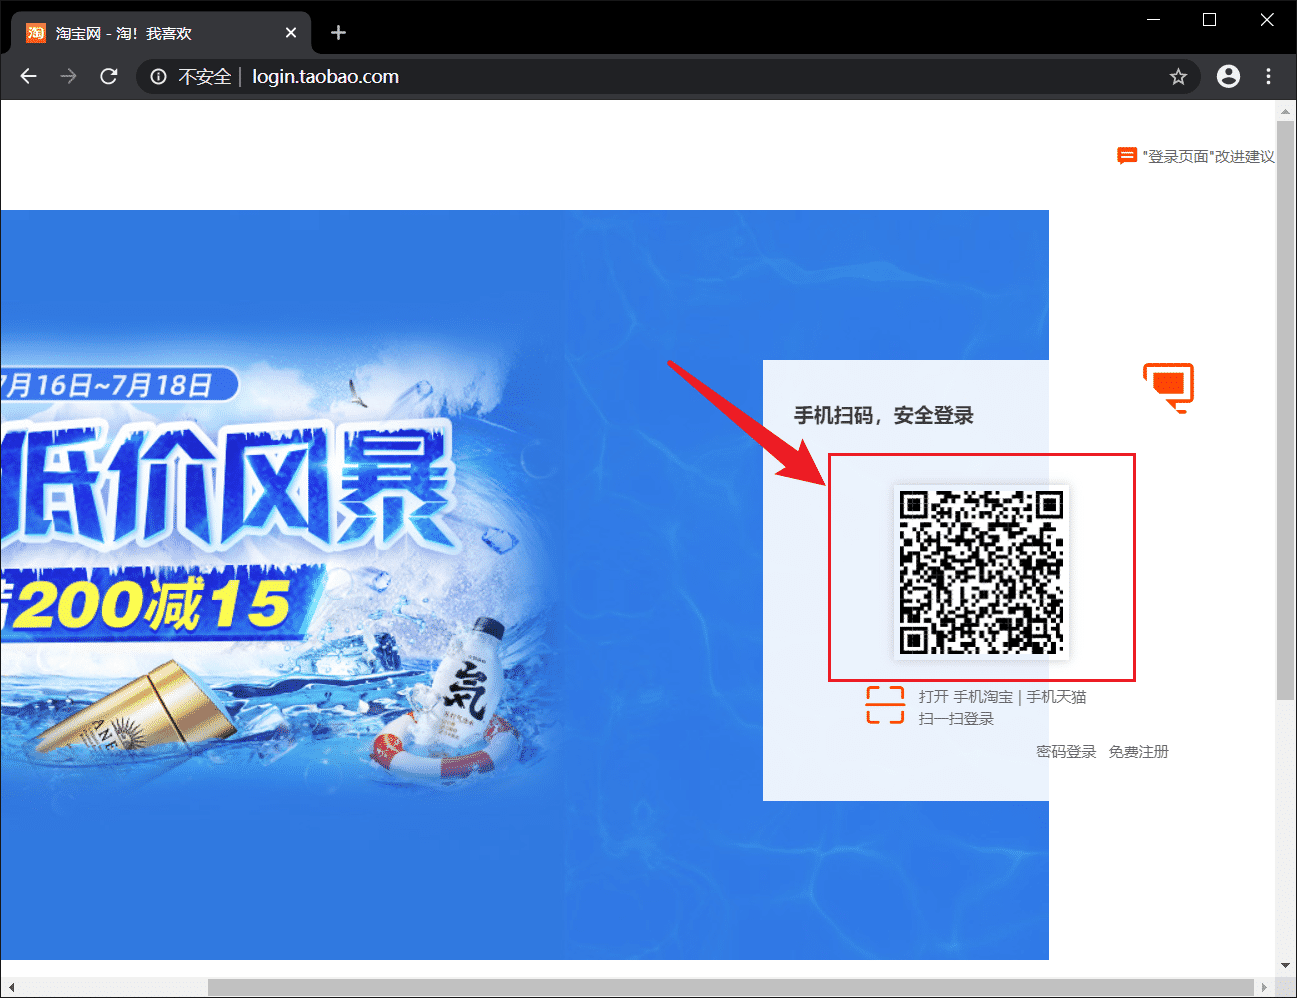 淘 淘宝网 - 淘！我喜欢
不安全 | login.taobao.com
"登录页面"改进建议
7月16日~7月18日
低价风暴
200减15
手机扫码，安全登录
氣
ANE
打开 手机淘宝 | 手机天猫
扫一扫登录
密码登录 免费注册